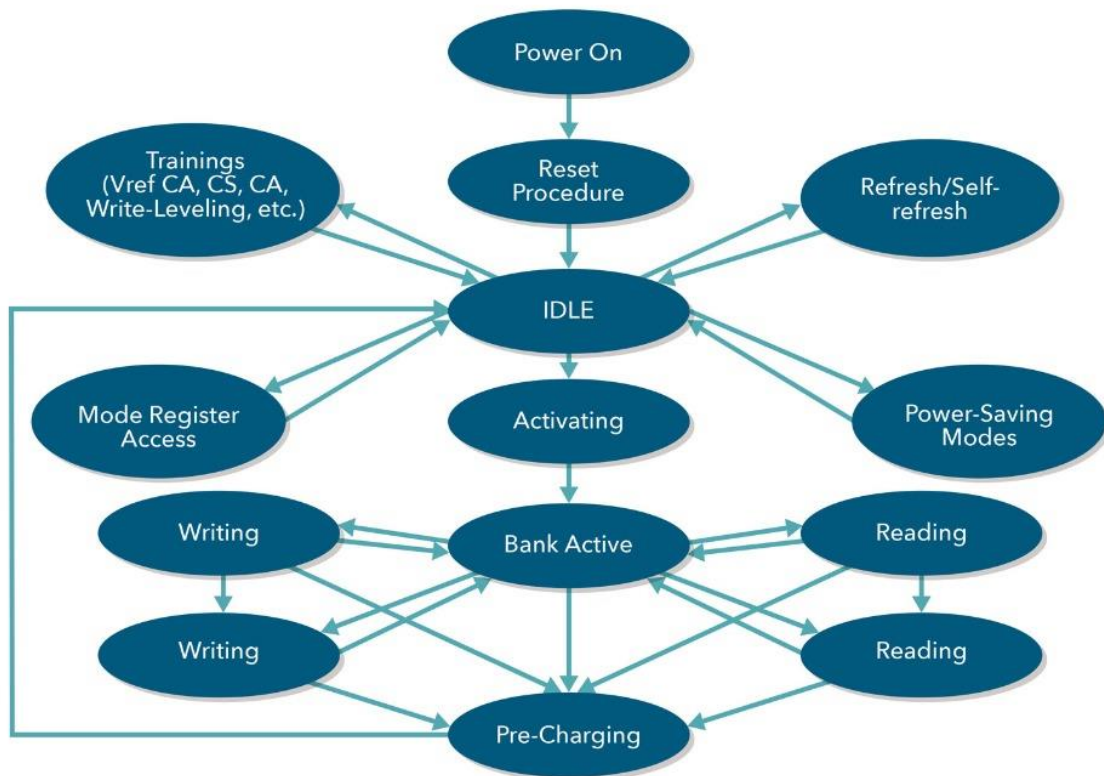 Power On
Trainings
(Vref CA, CS, CA,
Write-Leveling, etc.)
Reset
Procedure
Refresh/Self-
refresh
IDLE
Mode Register
Access
Activating
Power-Saving
Modes
Writing
Bank Active
Reading
Writing
Reading
Pre-Charging